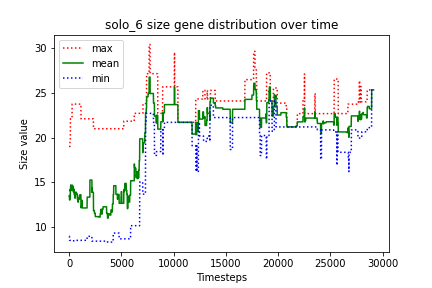 solo_6 size gene distribution over time
max
mean
min
Size value
30
25
20
15
10
0
5000
10000
15000
20000
25000
30000
Timesteps